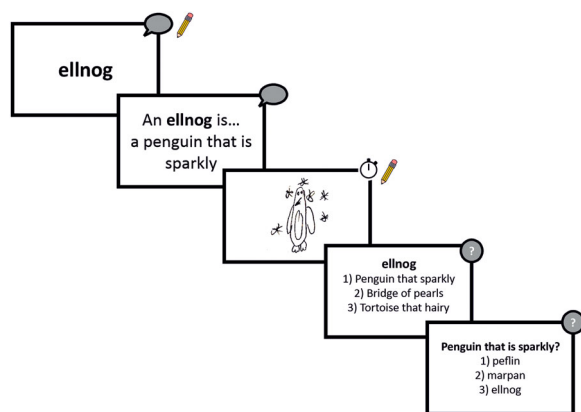 ellnog
An ellnog is...
a penguin that is
sparkly
ellnog
1) Penguin that sparkly
2) Bridge of pearls
3) Tortoise that hairy
?
Penguin that is sparkly?
1) peflin
2) marpan
3) ellnog
?